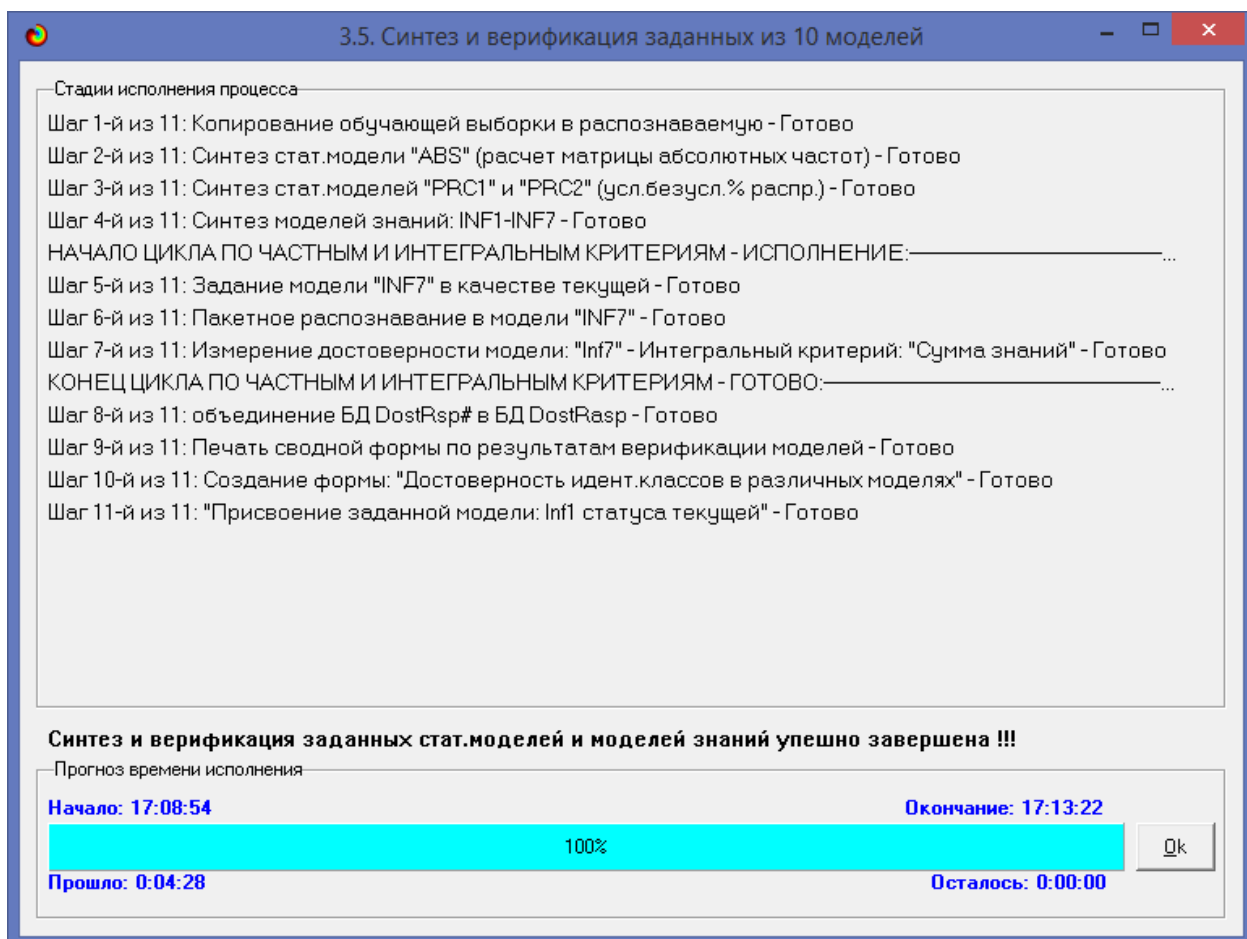 3.5. Синтез и верификация заданных из 10 моделей
Стадии исполнения процесса
Шаг 1-й из 11: Копирование обучающей выборки в распознаваемую - Готово
Шаг 2-й из 11: Синтез стат.модели "ABS" (расчет матрицы абсолютных частот) - Готово
Шаг 3-й из 11: Синтез стат.моделей "PRC1" и "PRC2" (усл.безусл.% распр.) - Готово
Шаг 4-й из 11: Синтез моделей знаний: INF1-INF7 - Готово
НАЧАЛО ЦИКЛА ПО ЧАСТНЫМ И ИНТЕГРАЛЬНЫМ КРИТЕРИЯМ - ИСПОЛНЕНИЕ:────────────...
Шаг 5-й из 11: Задание модели "INF7" в качестве текущей - Готово
Шаг 6-й из 11: Пакетное распознавание в модели "INF7" - Готово
Шаг 7-й из 11: Измерение достоверности модели: "Inf7" - Интегральный критерий: "Сумма знаний" - Готово
КОНЕЦ ЦИКЛА ПО ЧАСТНЫМ И ИНТЕГРАЛЬНЫМ КРИТЕРИЯМ - ГОТОВО:────────────────...
Шаг 8-й из 11: объединение БД DostRsp# в БД DostRasp - Готово
Шаг 9-й из 11: Печать сводной формы по результатам верификации моделей - Готово
Шаг 10-й из 11: Создание формы: "Достоверность идент.классов в различных моделях" - Готово
Шаг 11-й из 11: "Присвоение заданной модели: Inf1 статуса текущей" - Готово
Синтез и верификация заданных стат.моделей и моделей знаний упешно завершена !!!
Прогноз времени исполнения
Начало: 17:08:54 Окончание: 17:13:22
100% Ok
Прошло: 0:04:28 Осталось: 0:00:00